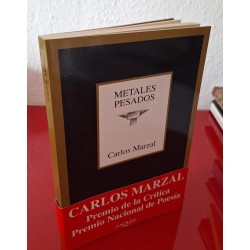 METALES
PESADOS
Carlos Marzal
CARLOS MARZAL
Premio de la Crítica
Premio Nacional de Poesía